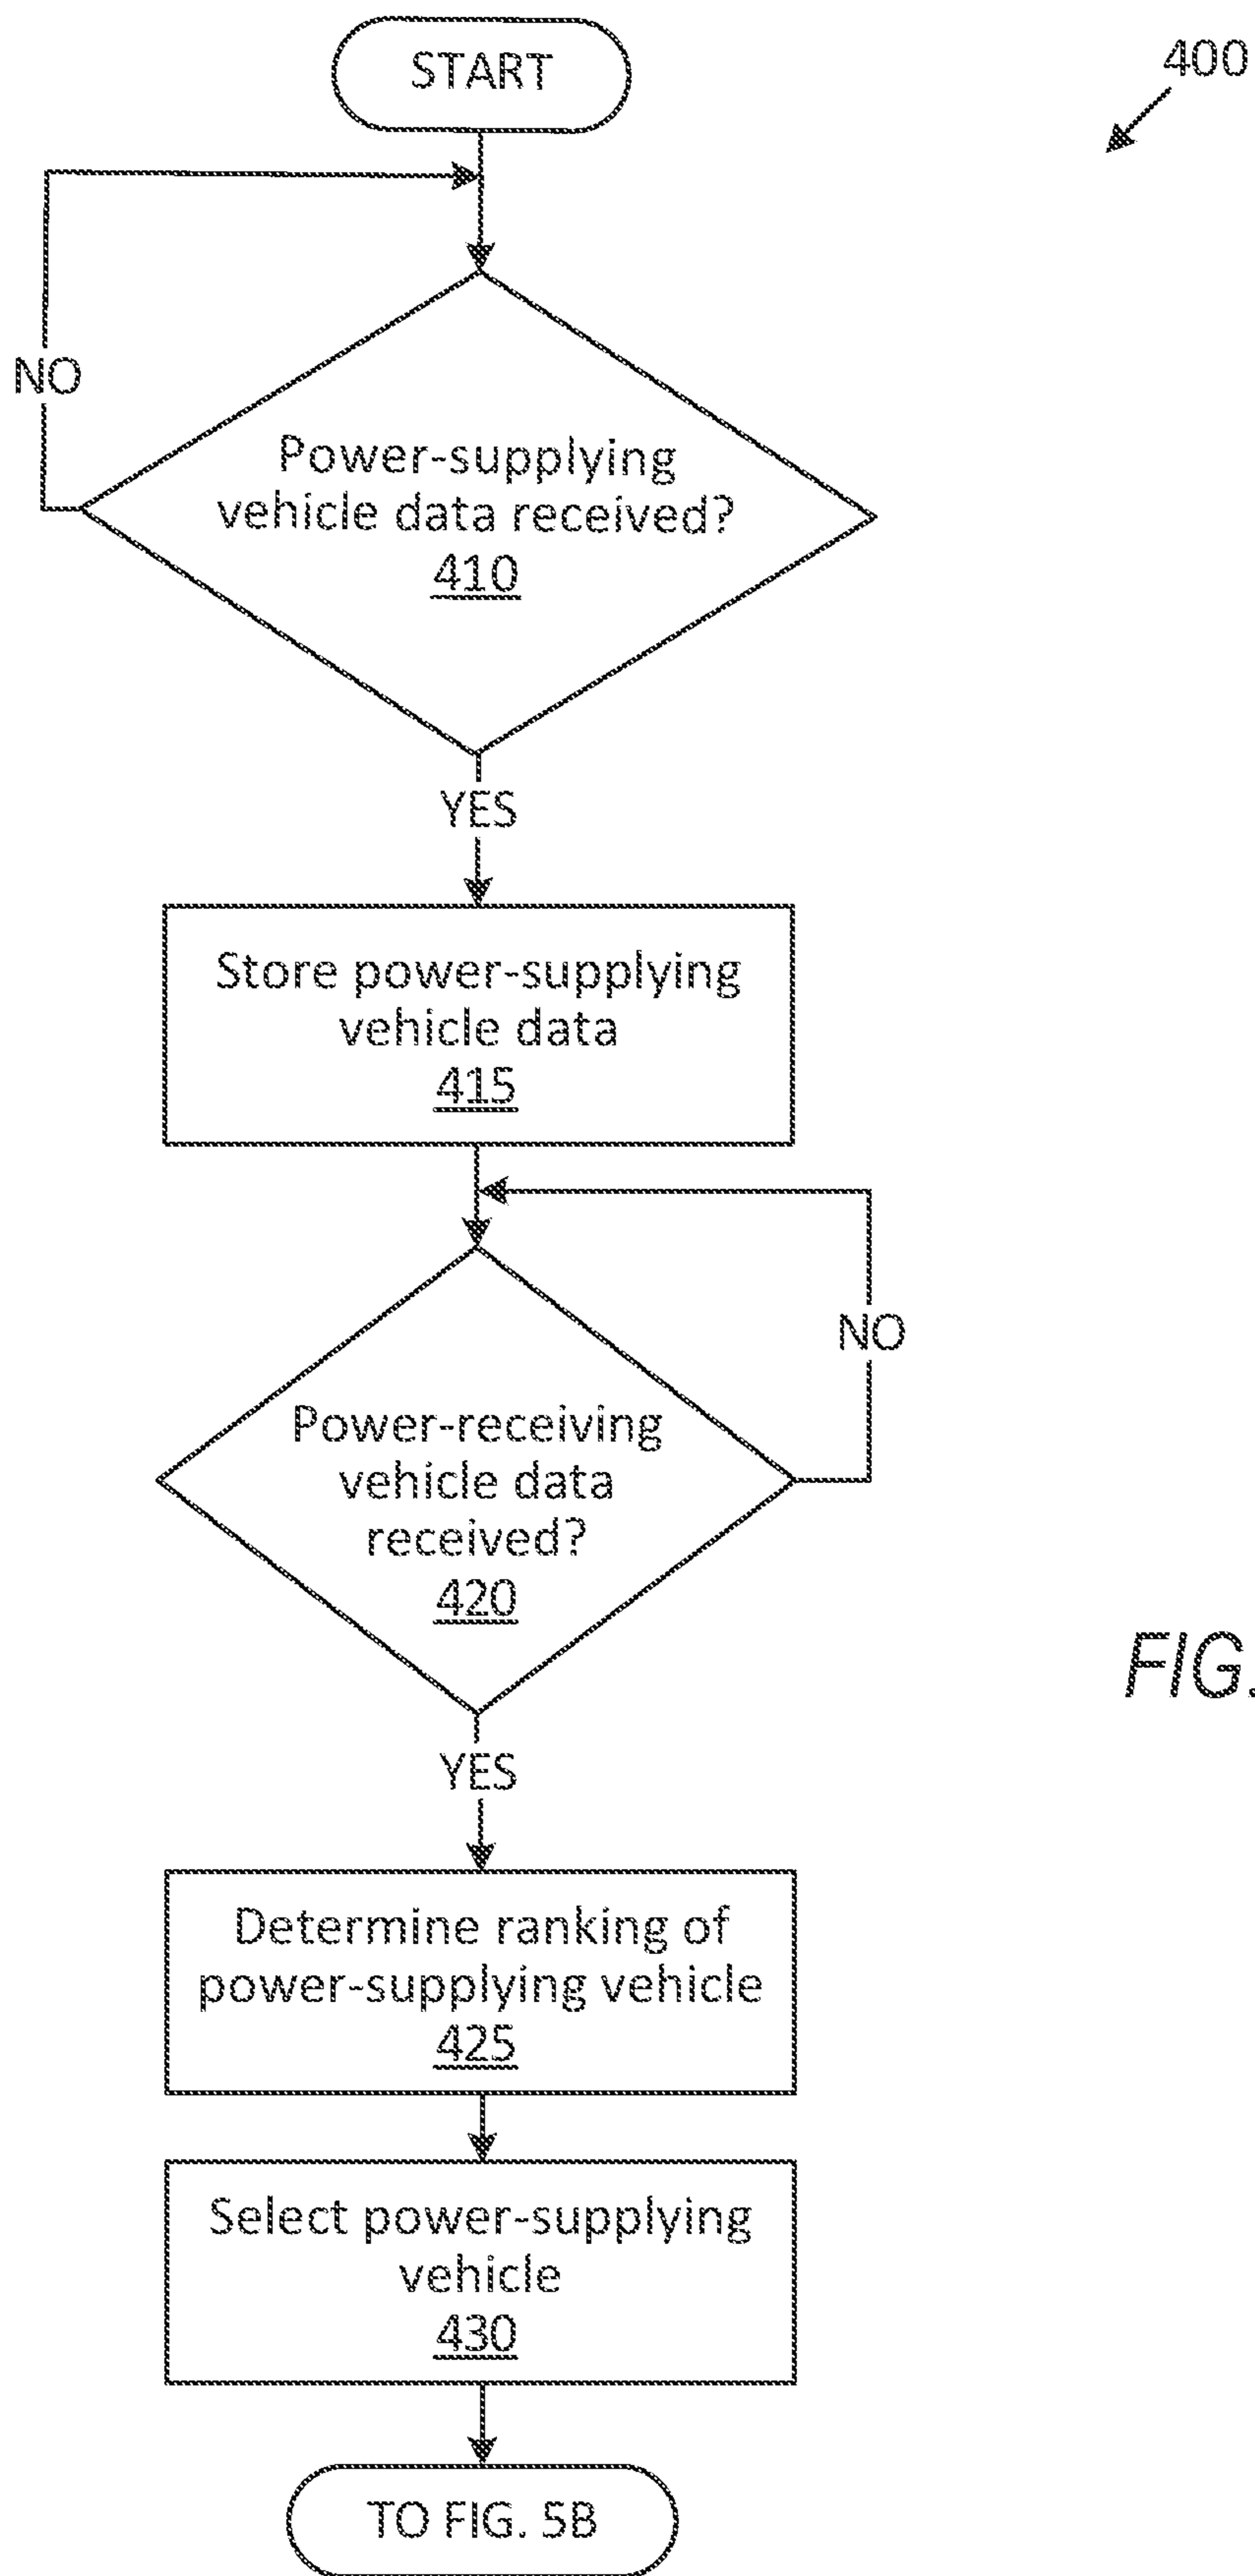 START
400
NO
Power-supplying
vehicle data received?
410
YES
Store power-supplying
vehicle data
415
NO
Power-receiving
vehicle data
received?
420
FIG.
YES
Determine ranking of
power-supplying vehicle
425
Select power-supplying
vehicle
430
TO FIG. 5B